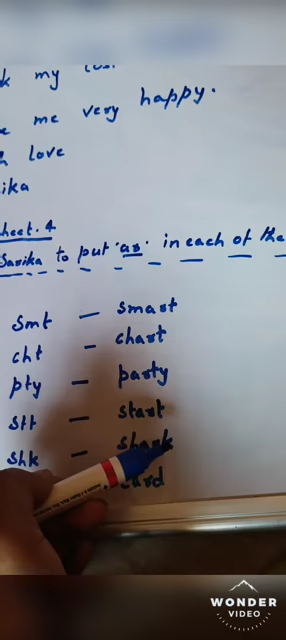 k my
me very happy.
love
ika
heet. 4
Sarika to put "ar" in each of the
smt - smart
cht - chart
pty - party
stt - start
shk - shark
card
WONDER
VIDEO